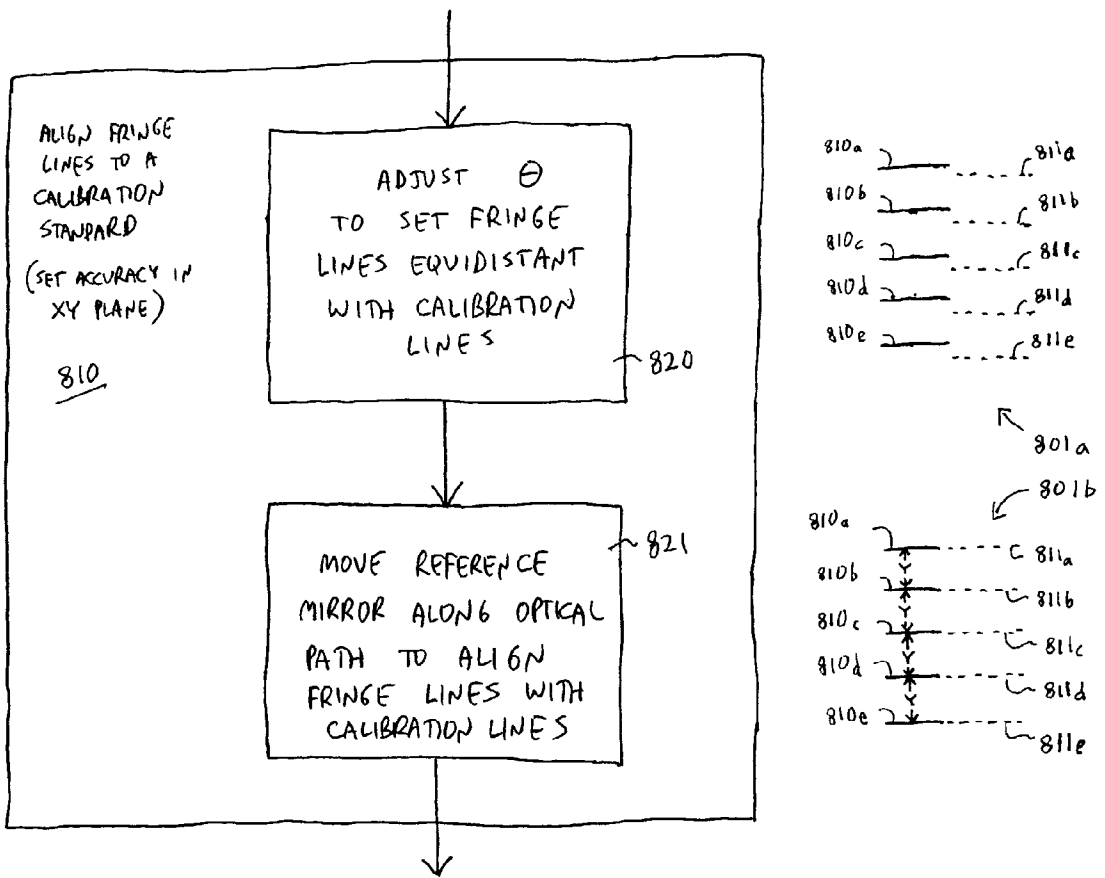 ALIGN FRINGE
LINES TO A
CALIBRATION
STANDARD
(SET ACCURACY IN
XY PLANE)
810
ADJUST Θ
TO SET FRINGE
LINES EQUIDISTANT
WITH CALIBRATION
LINES
820
MOVE REFERENCE
MIRROR ALONG OPTICAL
PATH TO ALIGN
FRINGE LINES WITH
CALIBRATION LINES
821
810a 811a
810b 811b
810c 811c
810d 811d
810e 811e
801a
801b
810a 811a
Y
810b 811b
Y
810c 811c
Y
810d 811d
Y
810e 811e